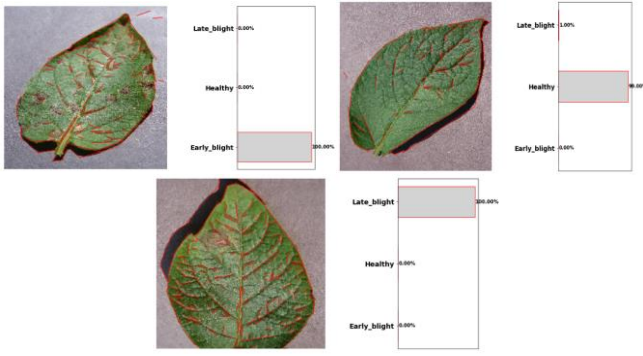 Late_blight 0.00%
Healthy 0.00%
Early_blight 100.00%
Late_blight 1.00%
Healthy
Early_blight 0.00%
Late_blight 100.00%
Healthy 0.00%
Early_blight 0.00%